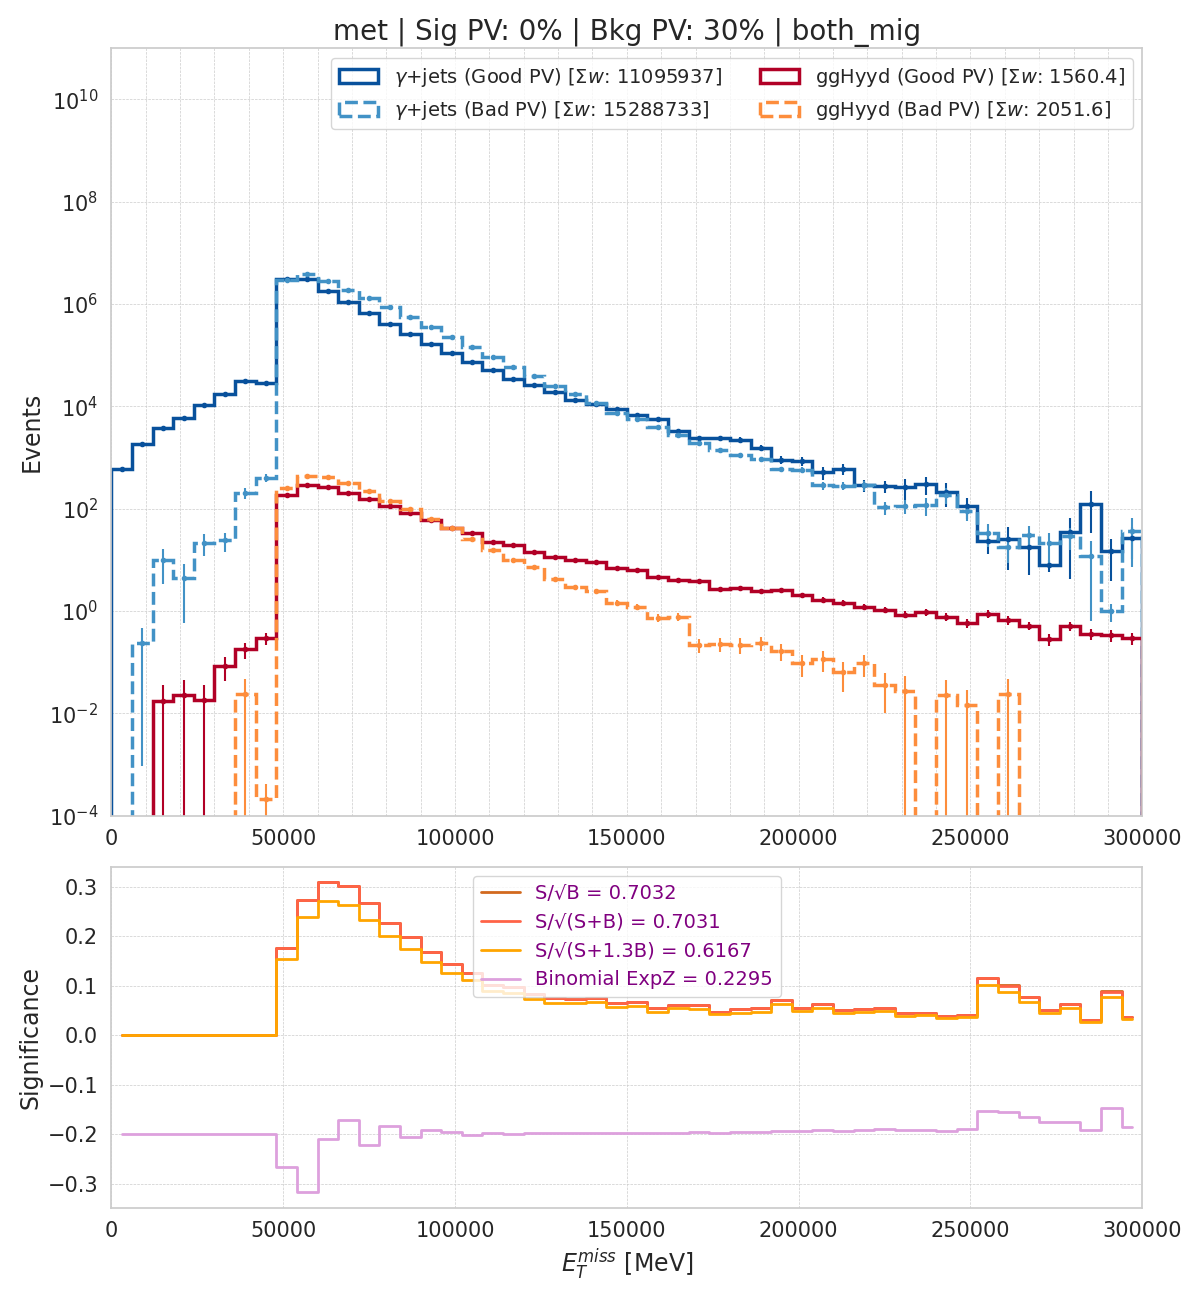 met | Sig PV: 0% | Bkg PV: 30% | both_mig
γ+jets (Good PV) [Σw: 11095937]
γ+jets (Bad PV) [Σw: 15288733]
ggHyyd (Good PV) [Σw: 1560.4]
ggHyyd (Bad PV) [Σw: 2051.6]
Events
10¹⁰
10⁸
10⁶
10⁴
10²
10⁰
10⁻²
10⁻⁴
0 50000 100000 150000 200000 250000 300000
S/√B = 0.7032
S/√(S+B) = 0.7031
S/√(S+1.3B) = 0.6167
Binomial ExpZ = 0.2295
Significance
0.3
0.2
0.1
0.0
−0.1
−0.2
−0.3
0 50000 100000 150000 200000 250000 300000
E_T^miss [MeV]